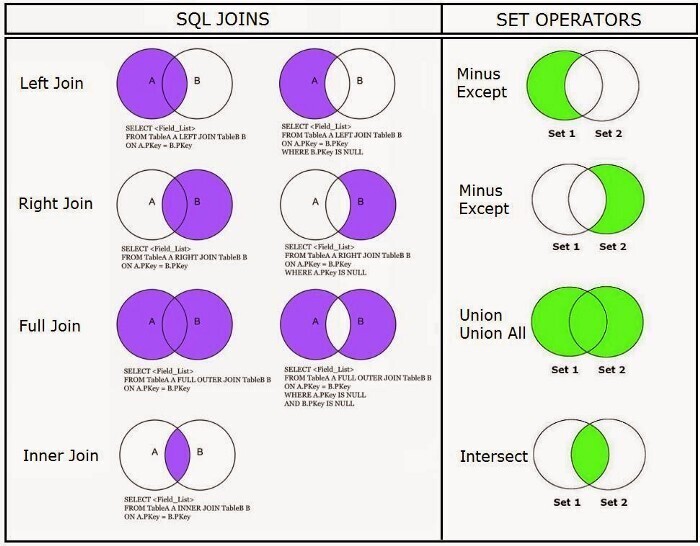 SQL JOINS
Left Join
A B
SELECT <Field_List>
FROM TableA A LEFT JOIN TableB B
ON A.PKey = B.PKey
A B
SELECT <Field_List>
FROM TableA A LEFT JOIN TableB B
ON A.PKey = B.PKey
WHERE B.PKey IS NULL
Right Join
A B
SELECT <Field_List>
FROM TableA A RIGHT JOIN TableB B
ON A.PKey = B.PKey
A B
SELECT <Field_List>
FROM TableA A RIGHT JOIN TableB B
ON A.PKey = B.PKey
WHERE A.PKey IS NULL
Full Join
A B
SELECT <Field_List>
FROM TableA A FULL OUTER JOIN TableB B
ON A.PKey = B.PKey
A B
SELECT <Field_List>
FROM TableA A FULL OUTER JOIN TableB B
ON A.PKey = B.PKey
WHERE A.PKey IS NULL
AND B.PKey IS NULL
Inner Join
A B
SELECT <Field_List>
FROM TableA A INNER JOIN TableB B
ON A.PKey = B.PKey
SET OPERATORS
Minus
Except
Set 1 Set 2
Minus
Except
Set 1 Set 2
Union
Union All
Set 1 Set 2
Intersect
Set 1 Set 2